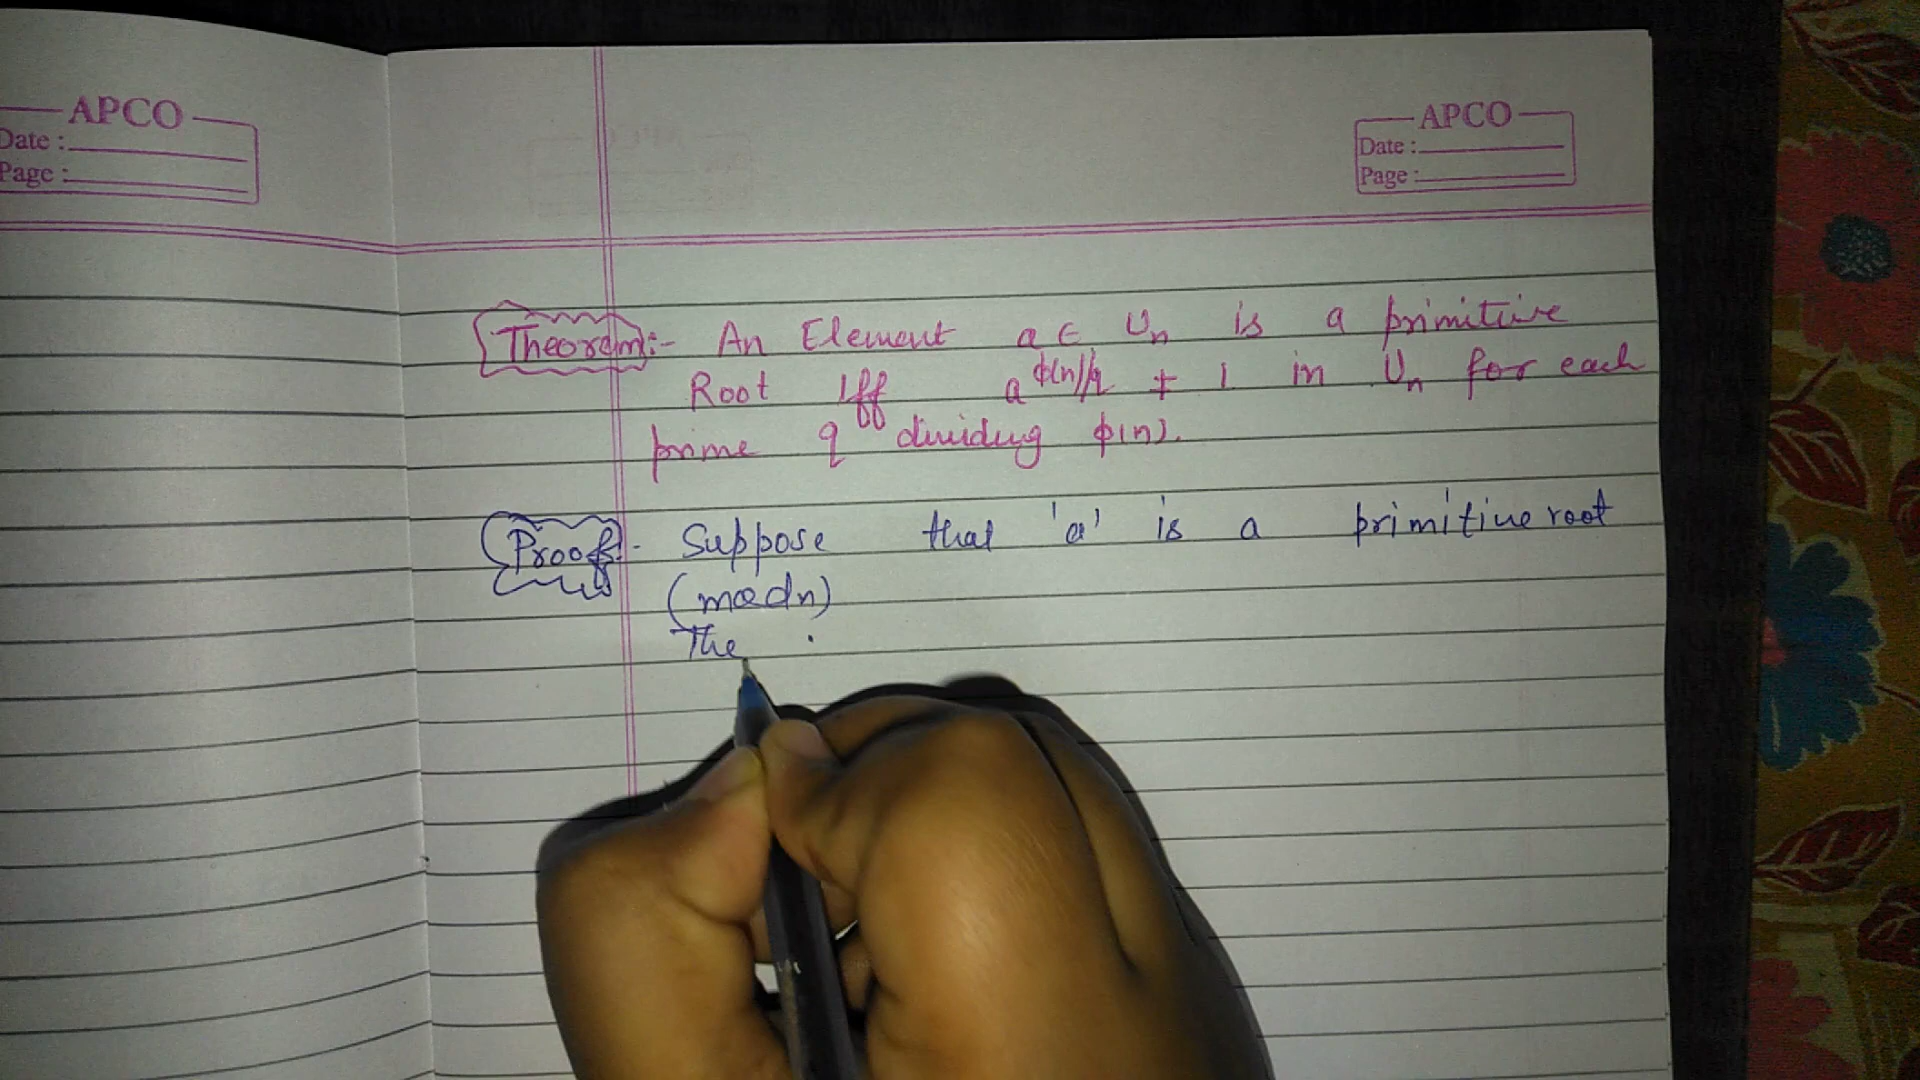 APCO
Date :
Page :
APCO
Date :
Page :
Theorem:- An Element a ∈ Un is a primitive
Root Iff a^ϕ(n)/q ≠ 1 in Un for each
prime q dividing ϕ(n).
Proof:- Suppose that 'a' is a primitive root
(mod n)
The